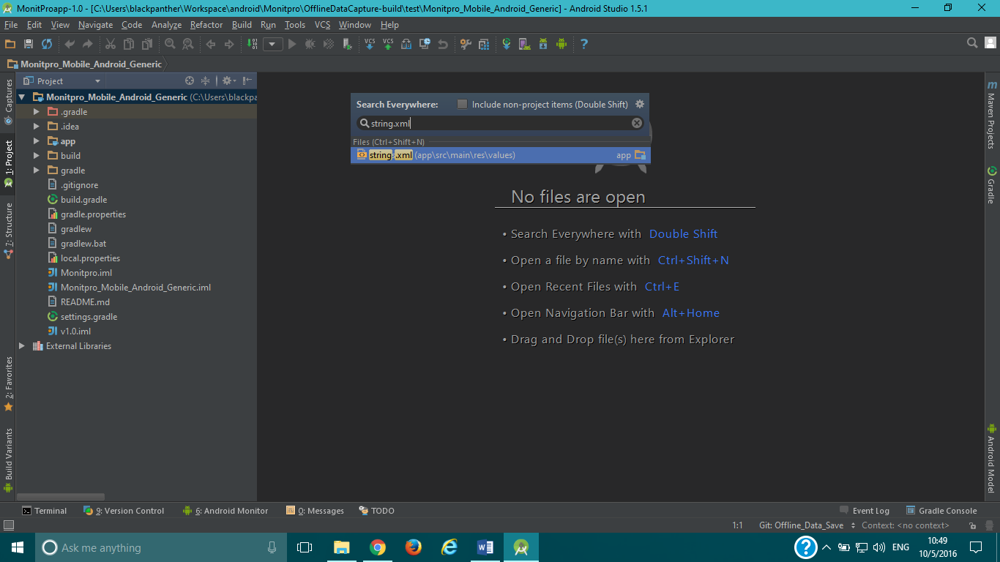 MonitProapp-1.0 - [C:\Users\blackpanther\Workspace\android\Monitpro\OfflineDataCapture-build\test\Monitpro_Mobile_Android_Generic] - Android Studio 1.5.1
File Edit View Navigate Code Analyze Refactor Build Run Tools VCS Window Help
Monitpro_Mobile_Android_Generic
Project
Monitpro_Mobile_Android_Generic (C:\Users\blackpa
.gradle
.idea
app
build
gradle
.gitignore
build.gradle
gradle.properties
gradlew
gradlew.bat
local.properties
Monitpro.iml
Monitpro_Mobile_Android_Generic.iml
README.md
settings.gradle
v1.0.iml
External Libraries
Captures
1: Project
7: Structure
2: Favorites
Build Variants
Search Everywhere: Include non-project items (Double Shift)
string.xml
Files (Ctrl+Shift+N)
strings.xml (app\src\main\res\values) app
No files are open
• Search Everywhere with Double Shift
• Open a file by name with Ctrl+Shift+N
• Open Recent Files with Ctrl+E
• Open Navigation Bar with Alt+Home
• Drag and Drop file(s) here from Explorer
Maven Projects
Gradle
Android Model
Terminal 9: Version Control 6: Android Monitor 0: Messages TODO Event Log Gradle Console
1:1 Git: Offline_Data_Save Context: <no context>
Ask me anything
ENG
10:49
10/5/2016